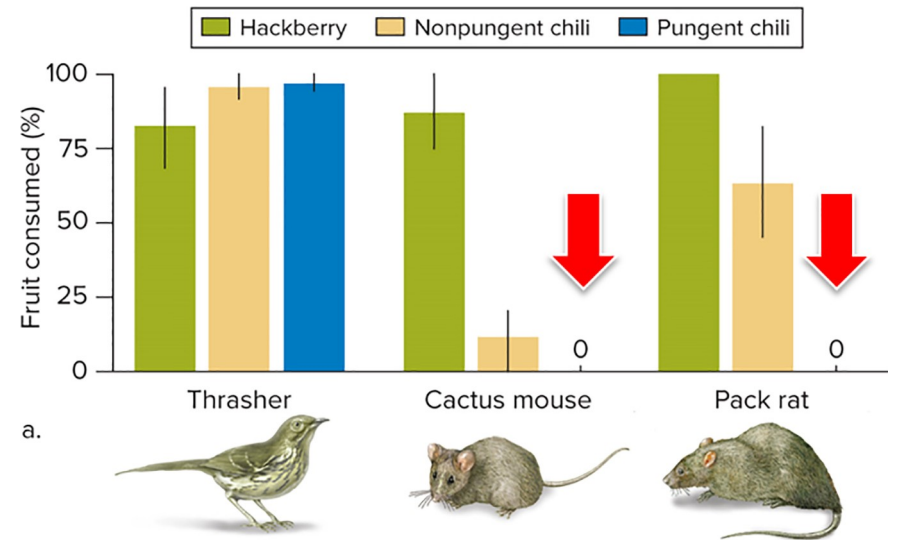 Hackberry Nonpungent chili Pungent chili
Fruit consumed (%)
100
75
50
25
0
0
0
Thrasher Cactus mouse Pack rat
a.